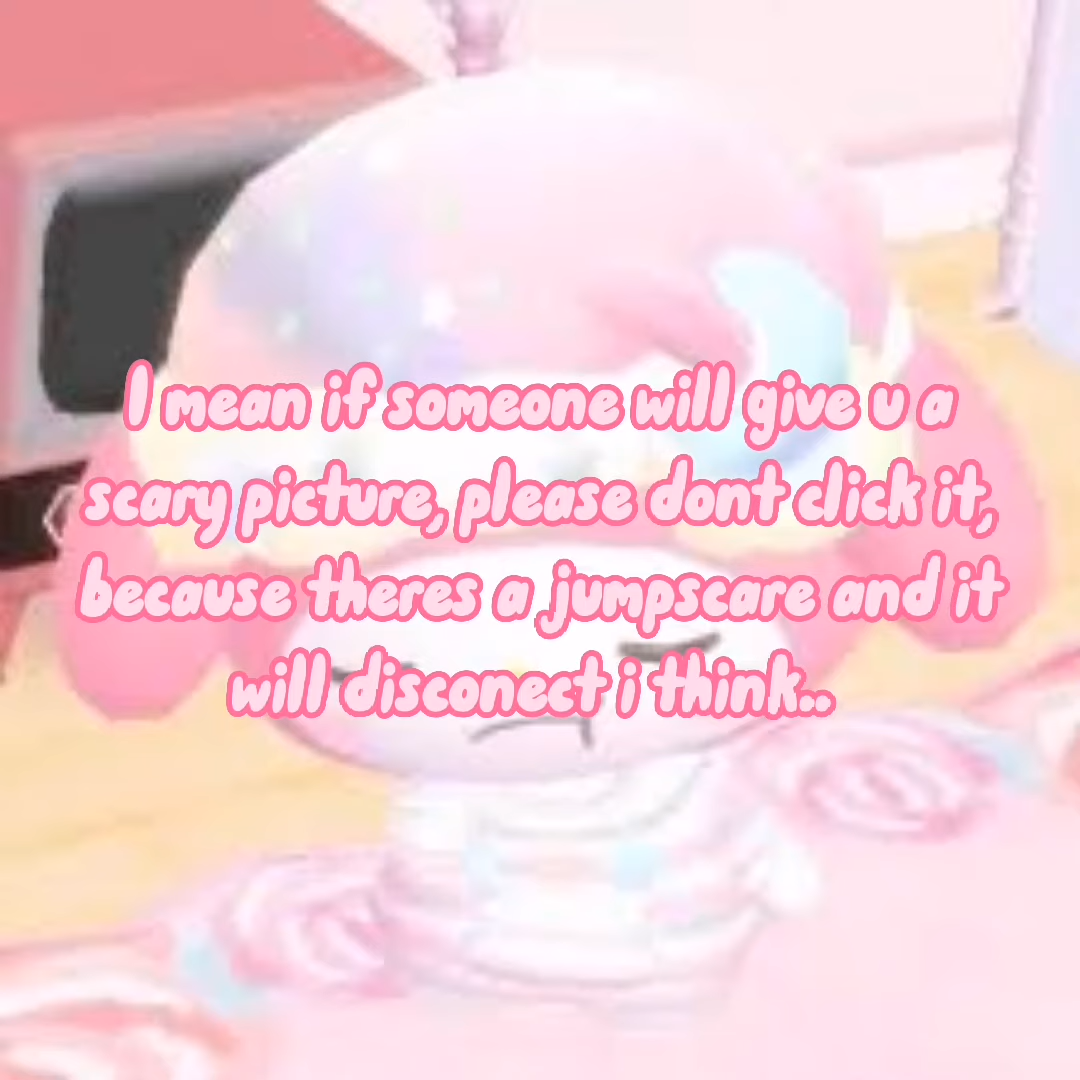 I mean if someone will give u a
scary picture, please dont click it,
because theres a jumpscare and it
will disconect i think..